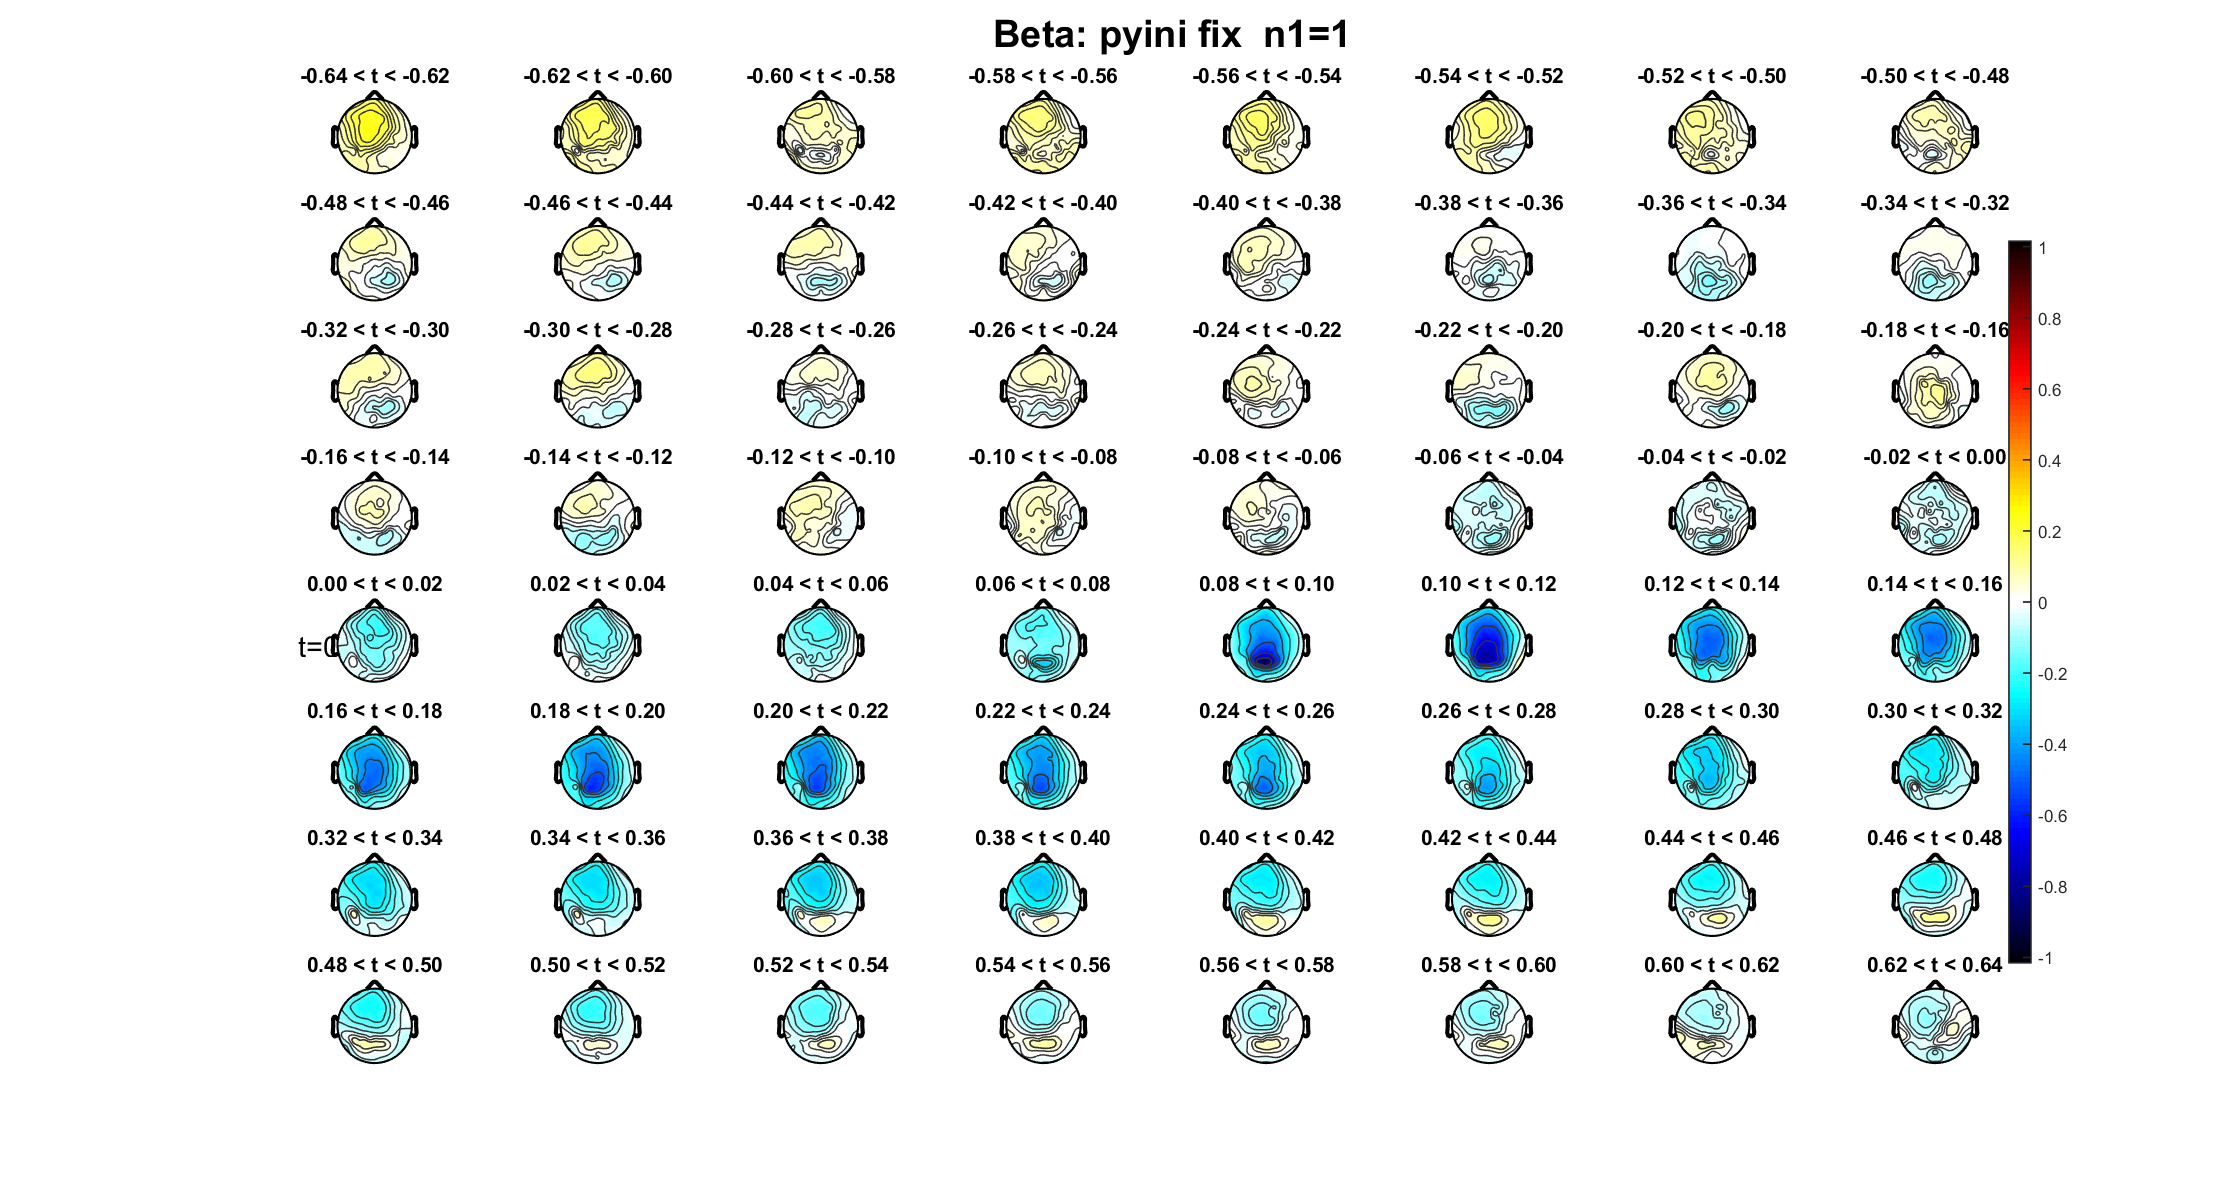 Beta: pyini fix  n1=1
-0.64 < t < -0.62 -0.62 < t < -0.60 -0.60 < t < -0.58 -0.58 < t < -0.56 -0.56 < t < -0.54 -0.54 < t < -0.52 -0.52 < t < -0.50 -0.50 < t < -0.48
-0.48 < t < -0.46 -0.46 < t < -0.44 -0.44 < t < -0.42 -0.42 < t < -0.40 -0.40 < t < -0.38 -0.38 < t < -0.36 -0.36 < t < -0.34 -0.34 < t < -0.32
-0.32 < t < -0.30 -0.30 < t < -0.28 -0.28 < t < -0.26 -0.26 < t < -0.24 -0.24 < t < -0.22 -0.22 < t < -0.20 -0.20 < t < -0.18 -0.18 < t < -0.16
-0.16 < t < -0.14 -0.14 < t < -0.12 -0.12 < t < -0.10 -0.10 < t < -0.08 -0.08 < t < -0.06 -0.06 < t < -0.04 -0.04 < t < -0.02 -0.02 < t < 0.00
0.00 < t < 0.02 0.02 < t < 0.04 0.04 < t < 0.06 0.06 < t < 0.08 0.08 < t < 0.10 0.10 < t < 0.12 0.12 < t < 0.14 0.14 < t < 0.16
t=0
0.16 < t < 0.18 0.18 < t < 0.20 0.20 < t < 0.22 0.22 < t < 0.24 0.24 < t < 0.26 0.26 < t < 0.28 0.28 < t < 0.30 0.30 < t < 0.32
0.32 < t < 0.34 0.34 < t < 0.36 0.36 < t < 0.38 0.38 < t < 0.40 0.40 < t < 0.42 0.42 < t < 0.44 0.44 < t < 0.46 0.46 < t < 0.48
0.48 < t < 0.50 0.50 < t < 0.52 0.52 < t < 0.54 0.54 < t < 0.56 0.56 < t < 0.58 0.58 < t < 0.60 0.60 < t < 0.62 0.62 < t < 0.64
1
0.8
0.6
0.4
0.2
0
-0.2
-0.4
-0.6
-0.8
-1